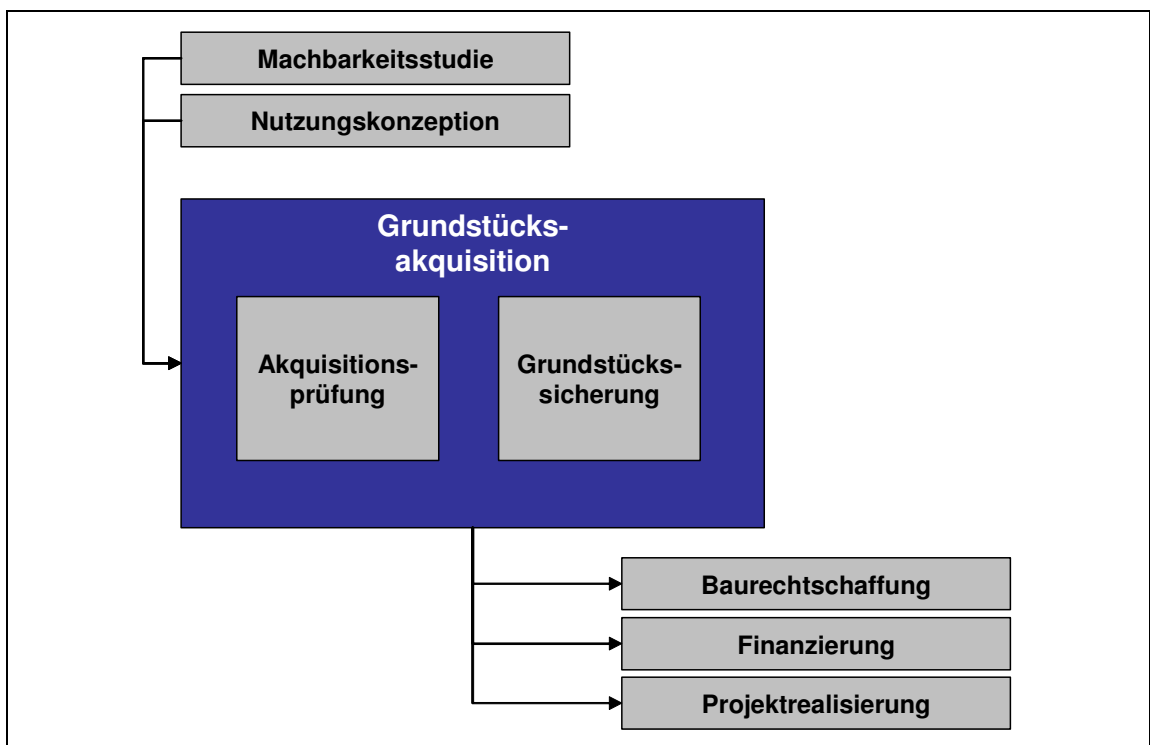 Machbarkeitsstudie
Nutzungskonzeption
Grundstücks-
akquisition
Akquisitions-
prüfung
Grundstücks-
sicherung
Baurechtschaffung
Finanzierung
Projektrealisierung